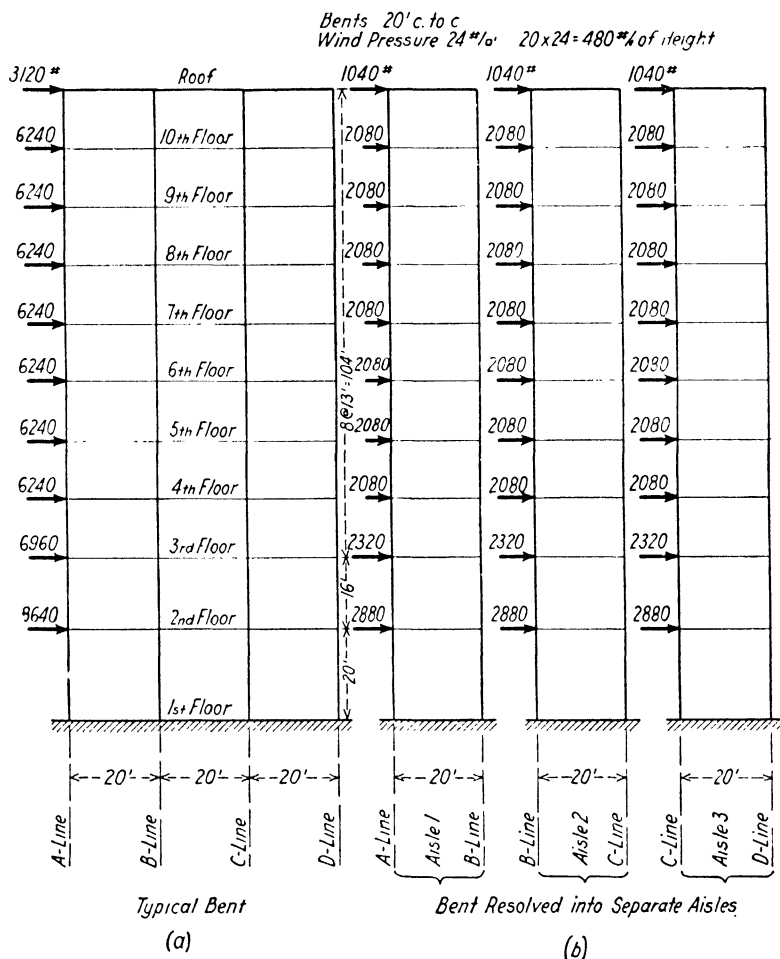 Bents 20' c. to c
Wind Pressure 24 #/□' 20 x 24 = 480 #/' of Height
3120 # Roof 1040 # 1040 # 1040 #
6240 10th Floor 2080 2080 2080
6240 9th Floor 2080 2080 2080
6240 8th Floor 2080 2080 2080
6240 7th Floor 2080 2080 2080
6240 6th Floor 2080 2080 2080
8@13'=104'
6240 5th Floor 2080 2080 2080
6240 4th Floor 2080 2080 2080
6960 3rd Floor 2320 2320 2320
16'
9640 2nd Floor 2880 2880 2880
20'
1st Floor
20' 20' 20' 20' 20' 20'
A-Line B-Line C-Line D-Line A-Line Aisle 1 B-Line B-Line Aisle 2 C-Line C-Line Aisle 3 D-Line
Typical Bent Bent Resolved into Separate Aisles
(a) (b)